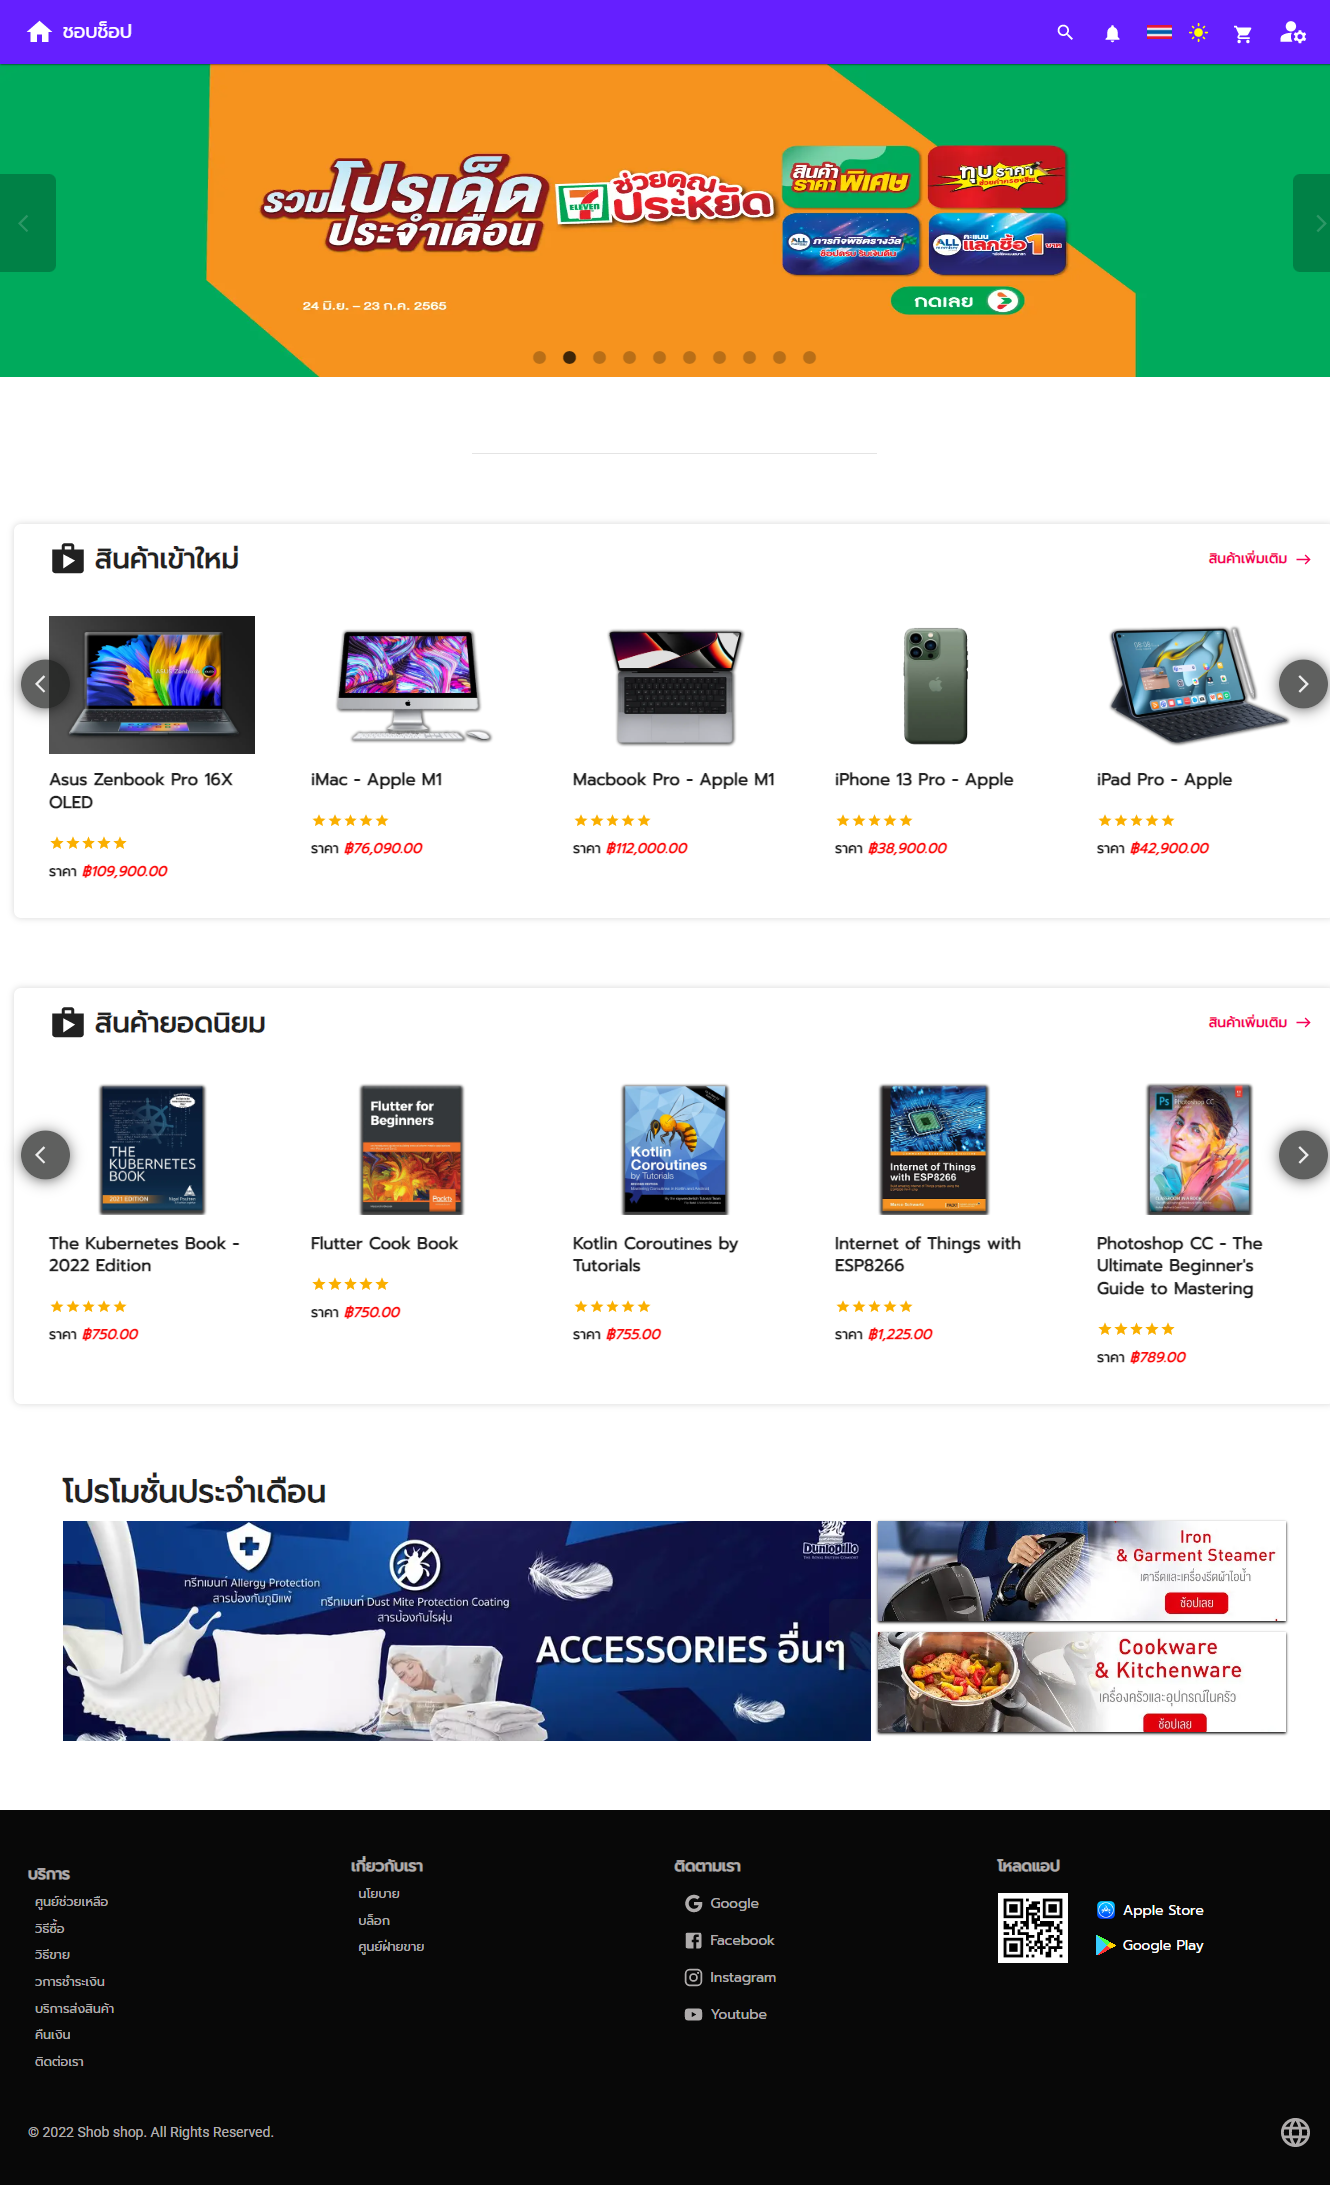 ชอบช็อป
รวมโปรเด็ด
ประจำเดือน
7 ELEVEN
ช่วยคุณ
ประหยัด
สินค้า
ราคา พิเศษ
ทุบราคา
ALL
ภารกิจพิชิตรางวัล
ALL
คะแนน
แลกซื้อ 1 บาท
24 มิ.ย. – 23 ก.ค. 2565
กดเลย
สินค้าเข้าใหม่
สินค้าเพิ่มเติม
Asus Zenbook Pro 16X
OLED
ราคา ฿109,900.00
iMac - Apple M1
ราคา ฿76,090.00
Macbook Pro - Apple M1
ราคา ฿112,000.00
iPhone 13 Pro - Apple
ราคา ฿38,900.00
iPad Pro - Apple
ราคา ฿42,900.00
สินค้ายอดนิยม
สินค้าเพิ่มเติม
THE
KUBERNETES
BOOK
2021 EDITION
Flutter for
Beginners
Packt
Kotlin
Coroutines
by Tutorials
Internet of Things
with ESP8266
Ps
Photoshop CC
The Kubernetes Book -
2022 Edition
ราคา ฿750.00
Flutter Cook Book
ราคา ฿750.00
Kotlin Coroutines by
Tutorials
ราคา ฿755.00
Internet of Things with
ESP8266
ราคา ฿1,225.00
Photoshop CC - The
Ultimate Beginner's
Guide to Mastering
ราคา ฿789.00
โปรโมชั่นประจำเดือน
ทรีทเมนท์ Allergy Protection
สารป้องกันภูมิแพ้
ทรีทเมนท์ Dust Mite Protection Coating
สารป้องกันไรฝุ่น
Dunlopillo
ACCESSORIES อื่นๆ
Iron
& Garment Steamer
เตารีดและเครื่องรีดผ้าไอน้ำ
ช้อปเลย
Cookware
& Kitchenware
เครื่องครัวและอุปกรณ์ในครัว
ช้อปเลย
บริการ
ศูนย์ช่วยเหลือ
วิธีซื้อ
วิธีขาย
วการชำระเงิน
บริการส่งสินค้า
คืนเงิน
ติดต่อเรา
เกี่ยวกับเรา
นโยบาย
บล็อก
ศูนย์ฝ่ายขาย
ติดตามเรา
Google
Facebook
Instagram
Youtube
โหลดแอป
Apple Store
Google Play
© 2022 Shob shop. All Rights Reserved.